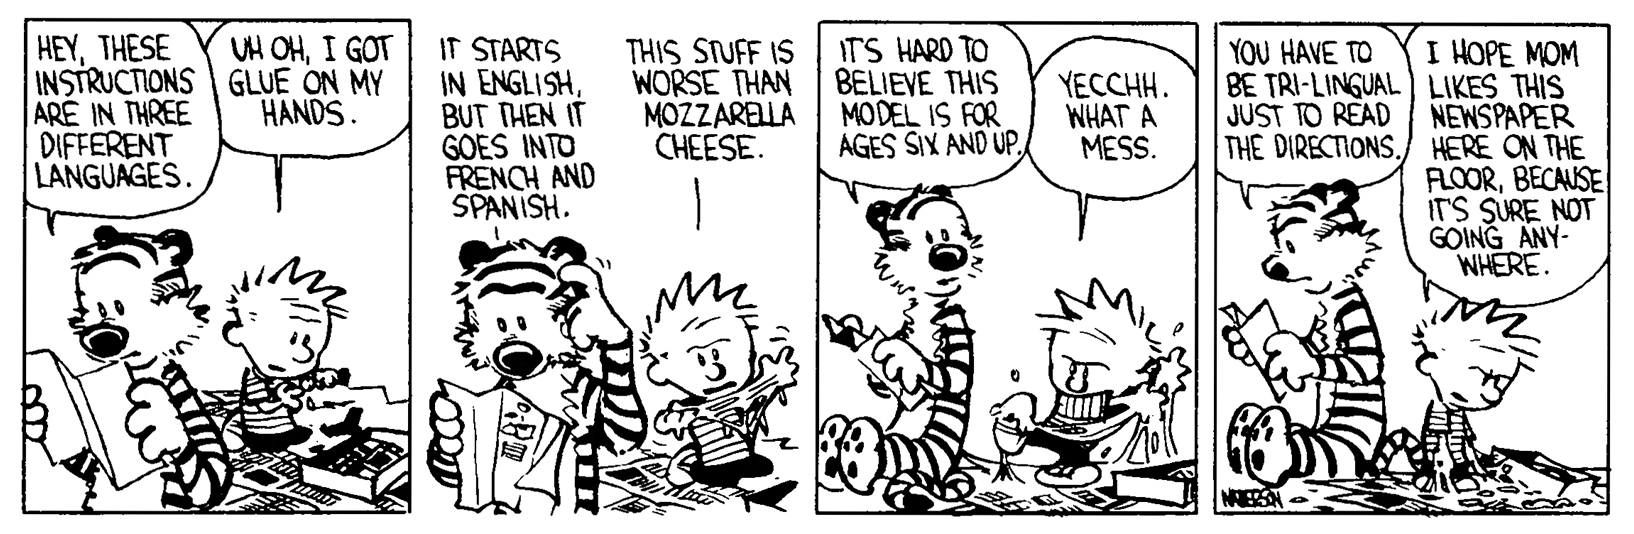 HEY, THESE
INSTRUCTIONS
ARE IN THREE
DIFFERENT
LANGUAGES.
UH OH, I GOT
GLUE ON MY
HANDS.
IT STARTS
IN ENGLISH,
BUT THEN IT
GOES INTO
FRENCH AND
SPANISH.
THIS STUFF IS
WORSE THAN
MOZZARELLA
CHEESE.
IT'S HARD TO
BELIEVE THIS
MODEL IS FOR
AGES SIX AND UP.
YECCHH.
WHAT A
MESS.
YOU HAVE TO
BE TRI-LINGUAL
JUST TO READ
THE DIRECTIONS.
I HOPE MOM
LIKES THIS
NEWSPAPER
HERE ON THE
FLOOR, BECAUSE
IT'S SURE NOT
GOING ANY-
WHERE.
WATTERSON